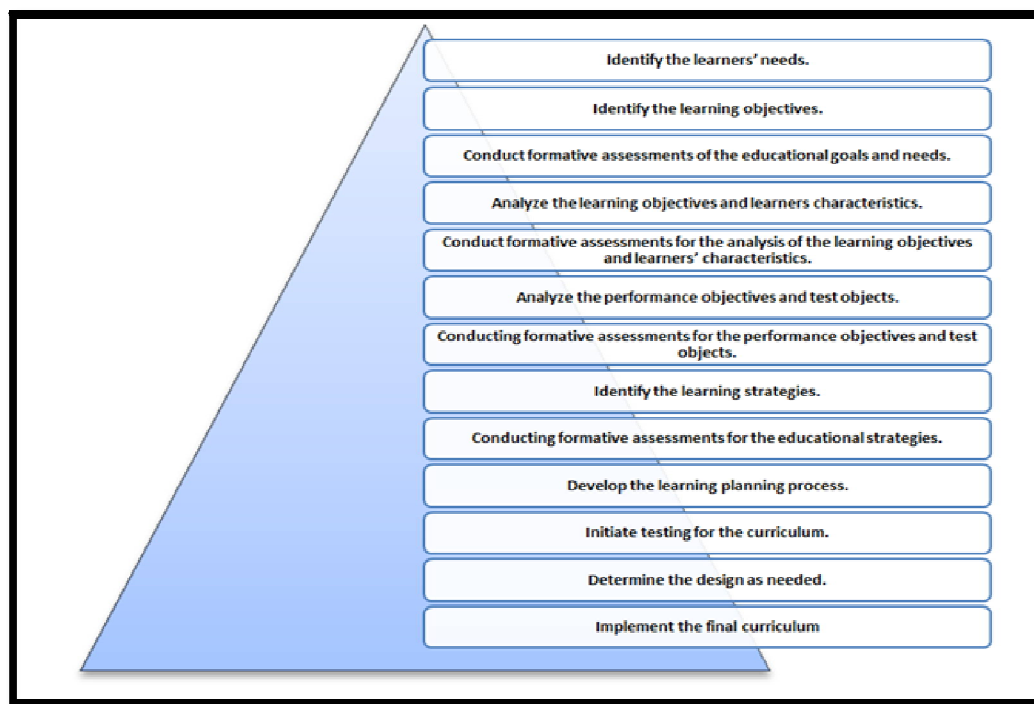 Identify the learners' needs.
Identify the learning objectives.
Conduct formative assessments of the educational goals and needs.
Analyze the learning objectives and learners characteristics.
Conduct formative assessments for the analysis of the learning objectives
and learners' characteristics.
Analyze the performance objectives and test objects.
Conducting formative assessments for the performance objectives and test
objects.
Identify the learning strategies.
Conducting formative assessments for the educational strategies.
Develop the learning planning process.
Initiate testing for the curriculum.
Determine the design as needed.
Implement the final curriculum